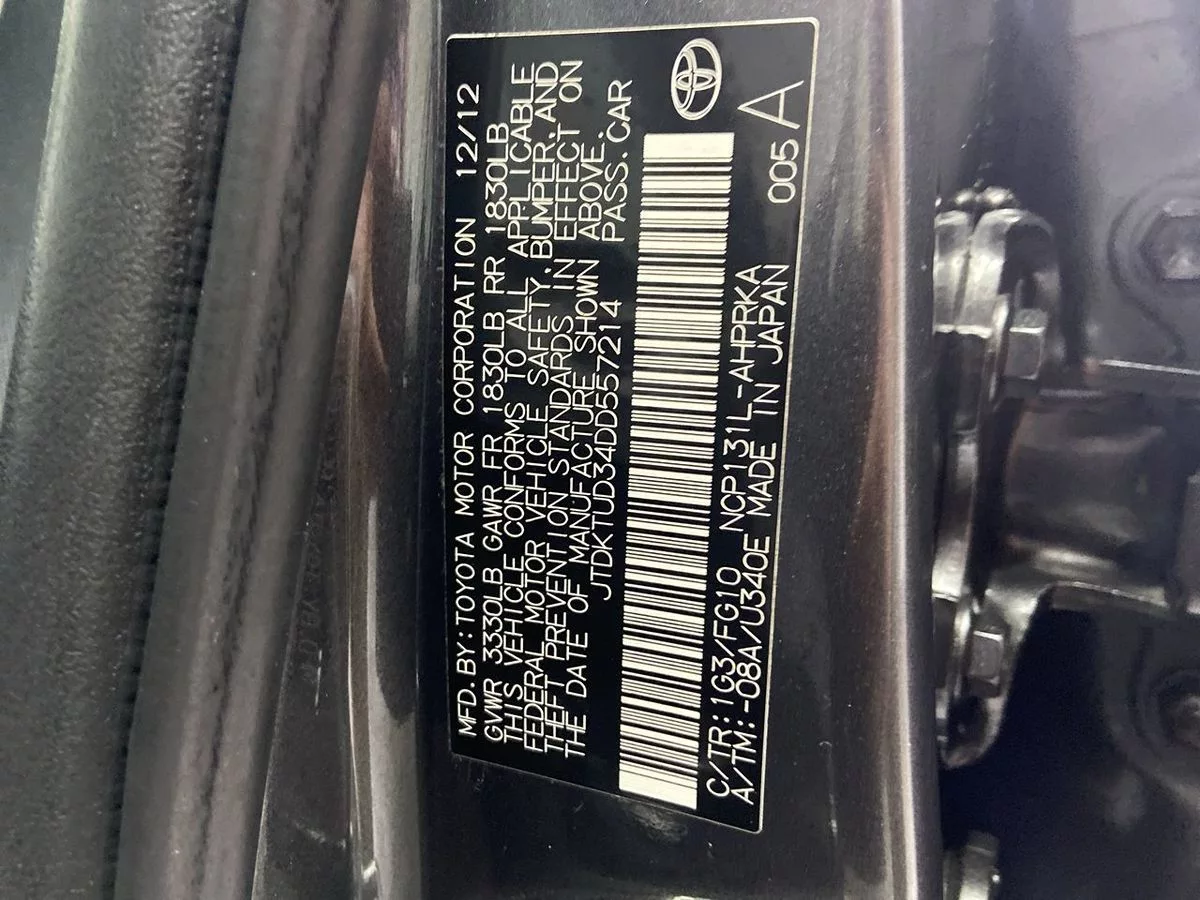 MFD. BY: TOYOTA MOTOR CORPORATION 12/12
GVWR 3330LB GAWR FR 1830LB RR 1830LB
THIS VEHICLE CONFORMS TO ALL APPLICABLE
FEDERAL MOTOR VEHICLE SAFETY, BUMPER, AND
THEFT PREVENTION STANDARDS IN EFFECT ON
THE DATE OF MANUFACTURE SHOWN ABOVE.
JTDKTUD34DD557214 PASS. CAR
C/TR: 1G3/FG10 NCP131L-AHPRKA
A/TM: -08A/U340E MADE IN JAPAN
005 A